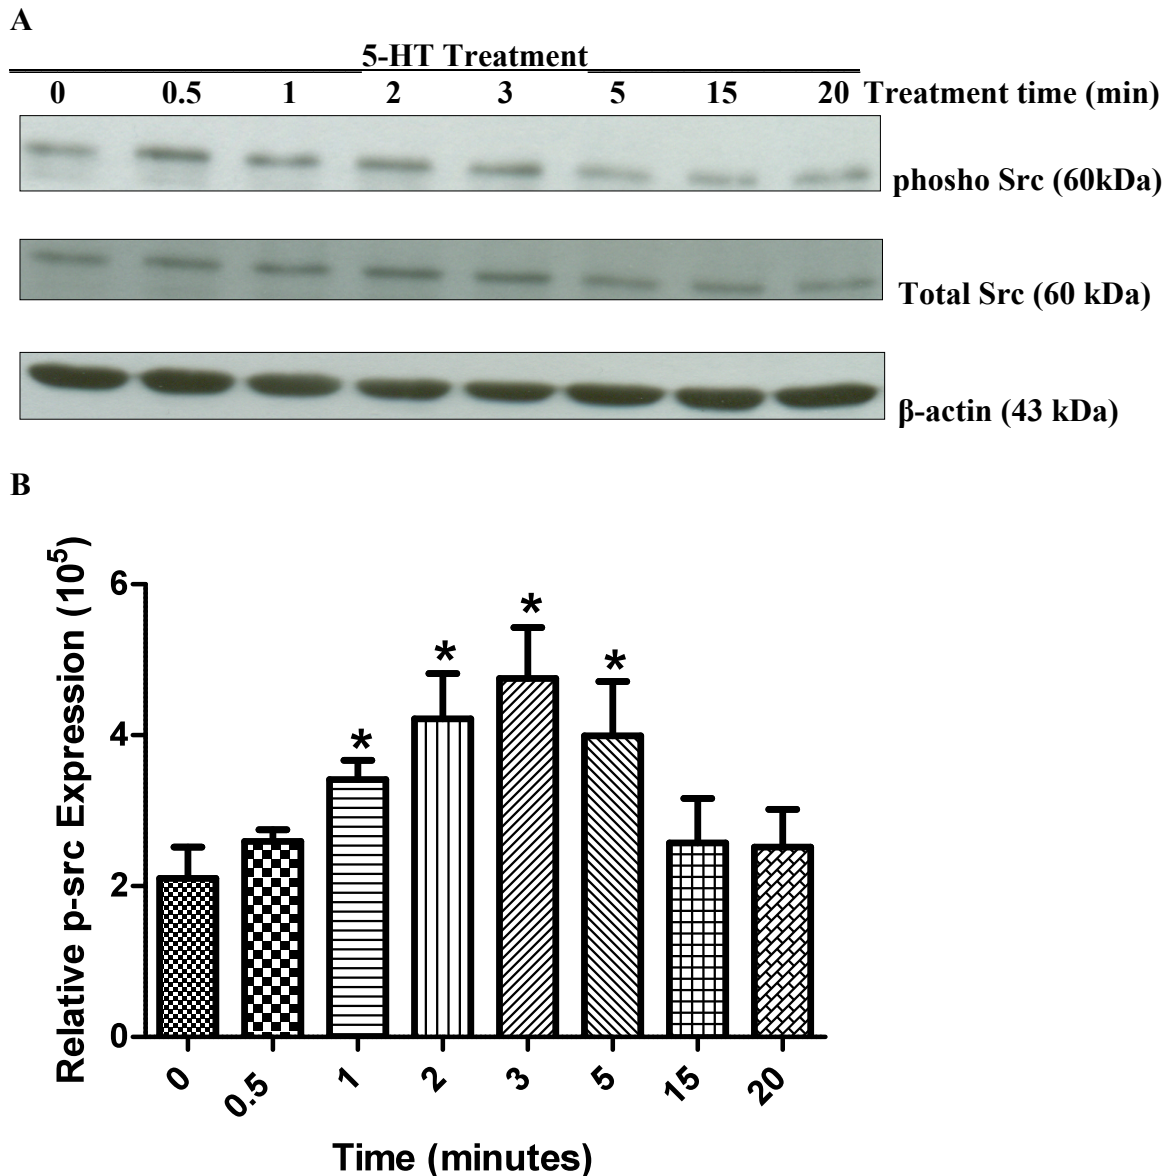 A
5-HT Treatment
0 0.5 1 2 3 5 15 20 Treatment time (min)
phosho Src (60kDa)
Total Src (60 kDa)
β-actin (43 kDa)
B
Relative p-src Expression (10⁵)
6
4
2
0
* * * *
0 0.5 1 2 3 5 15 20
Time (minutes)